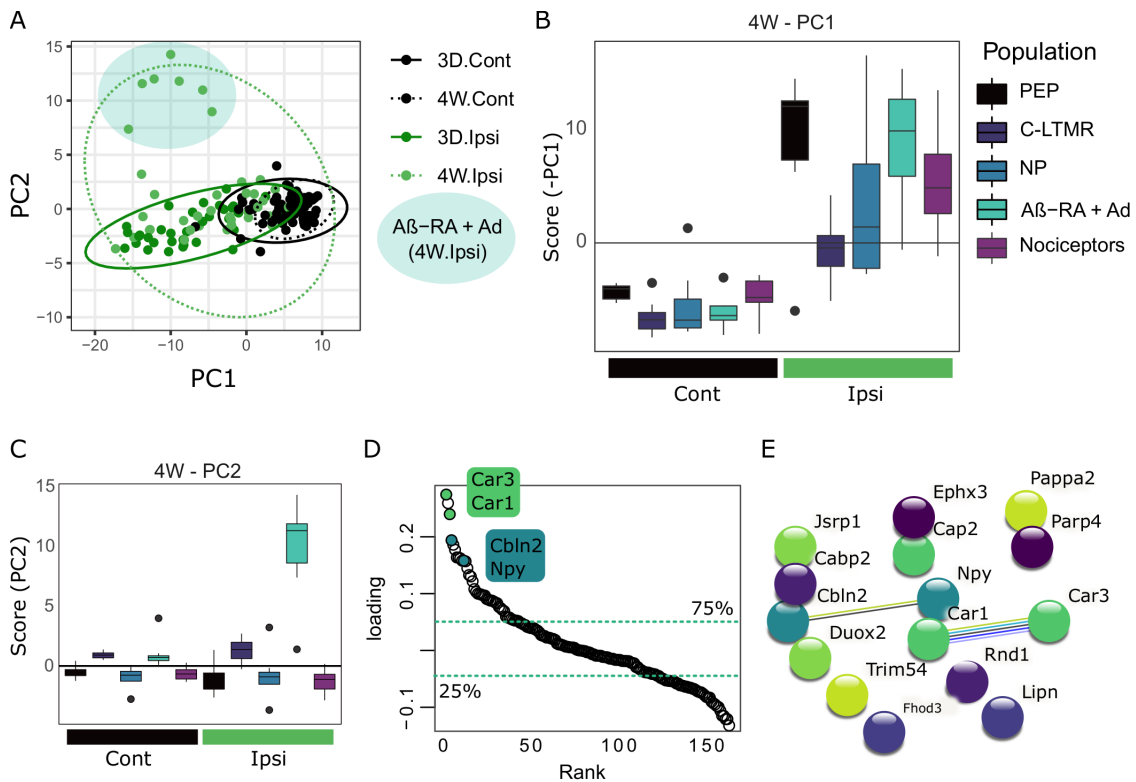 A
15
10
5
0
−5
−10
−20
−10
0
10
PC2
PC1
3D.Cont
4W.Cont
3D.Ipsi
4W.Ipsi
Aß−RA + Ad
(4W.Ipsi)
B
4W - PC1
10
0
Score (-PC1)
Cont
Ipsi
Population
PEP
C-LTMR
NP
Aß−RA + Ad
Nociceptors
C
4W - PC2
15
10
5
0
Score (PC2)
Cont
Ipsi
D
Car3
Car1
Cbln2
Npy
75%
25%
0.2
0.1
−0.1
loading
0
50
100
150
Rank
E
Pappa2
Ephx3
Jsrp1
Parp4
Cap2
Cabp2
Npy
Cbln2
Car3
Car1
Duox2
Rnd1
Trim54
Lipn
Fhod3